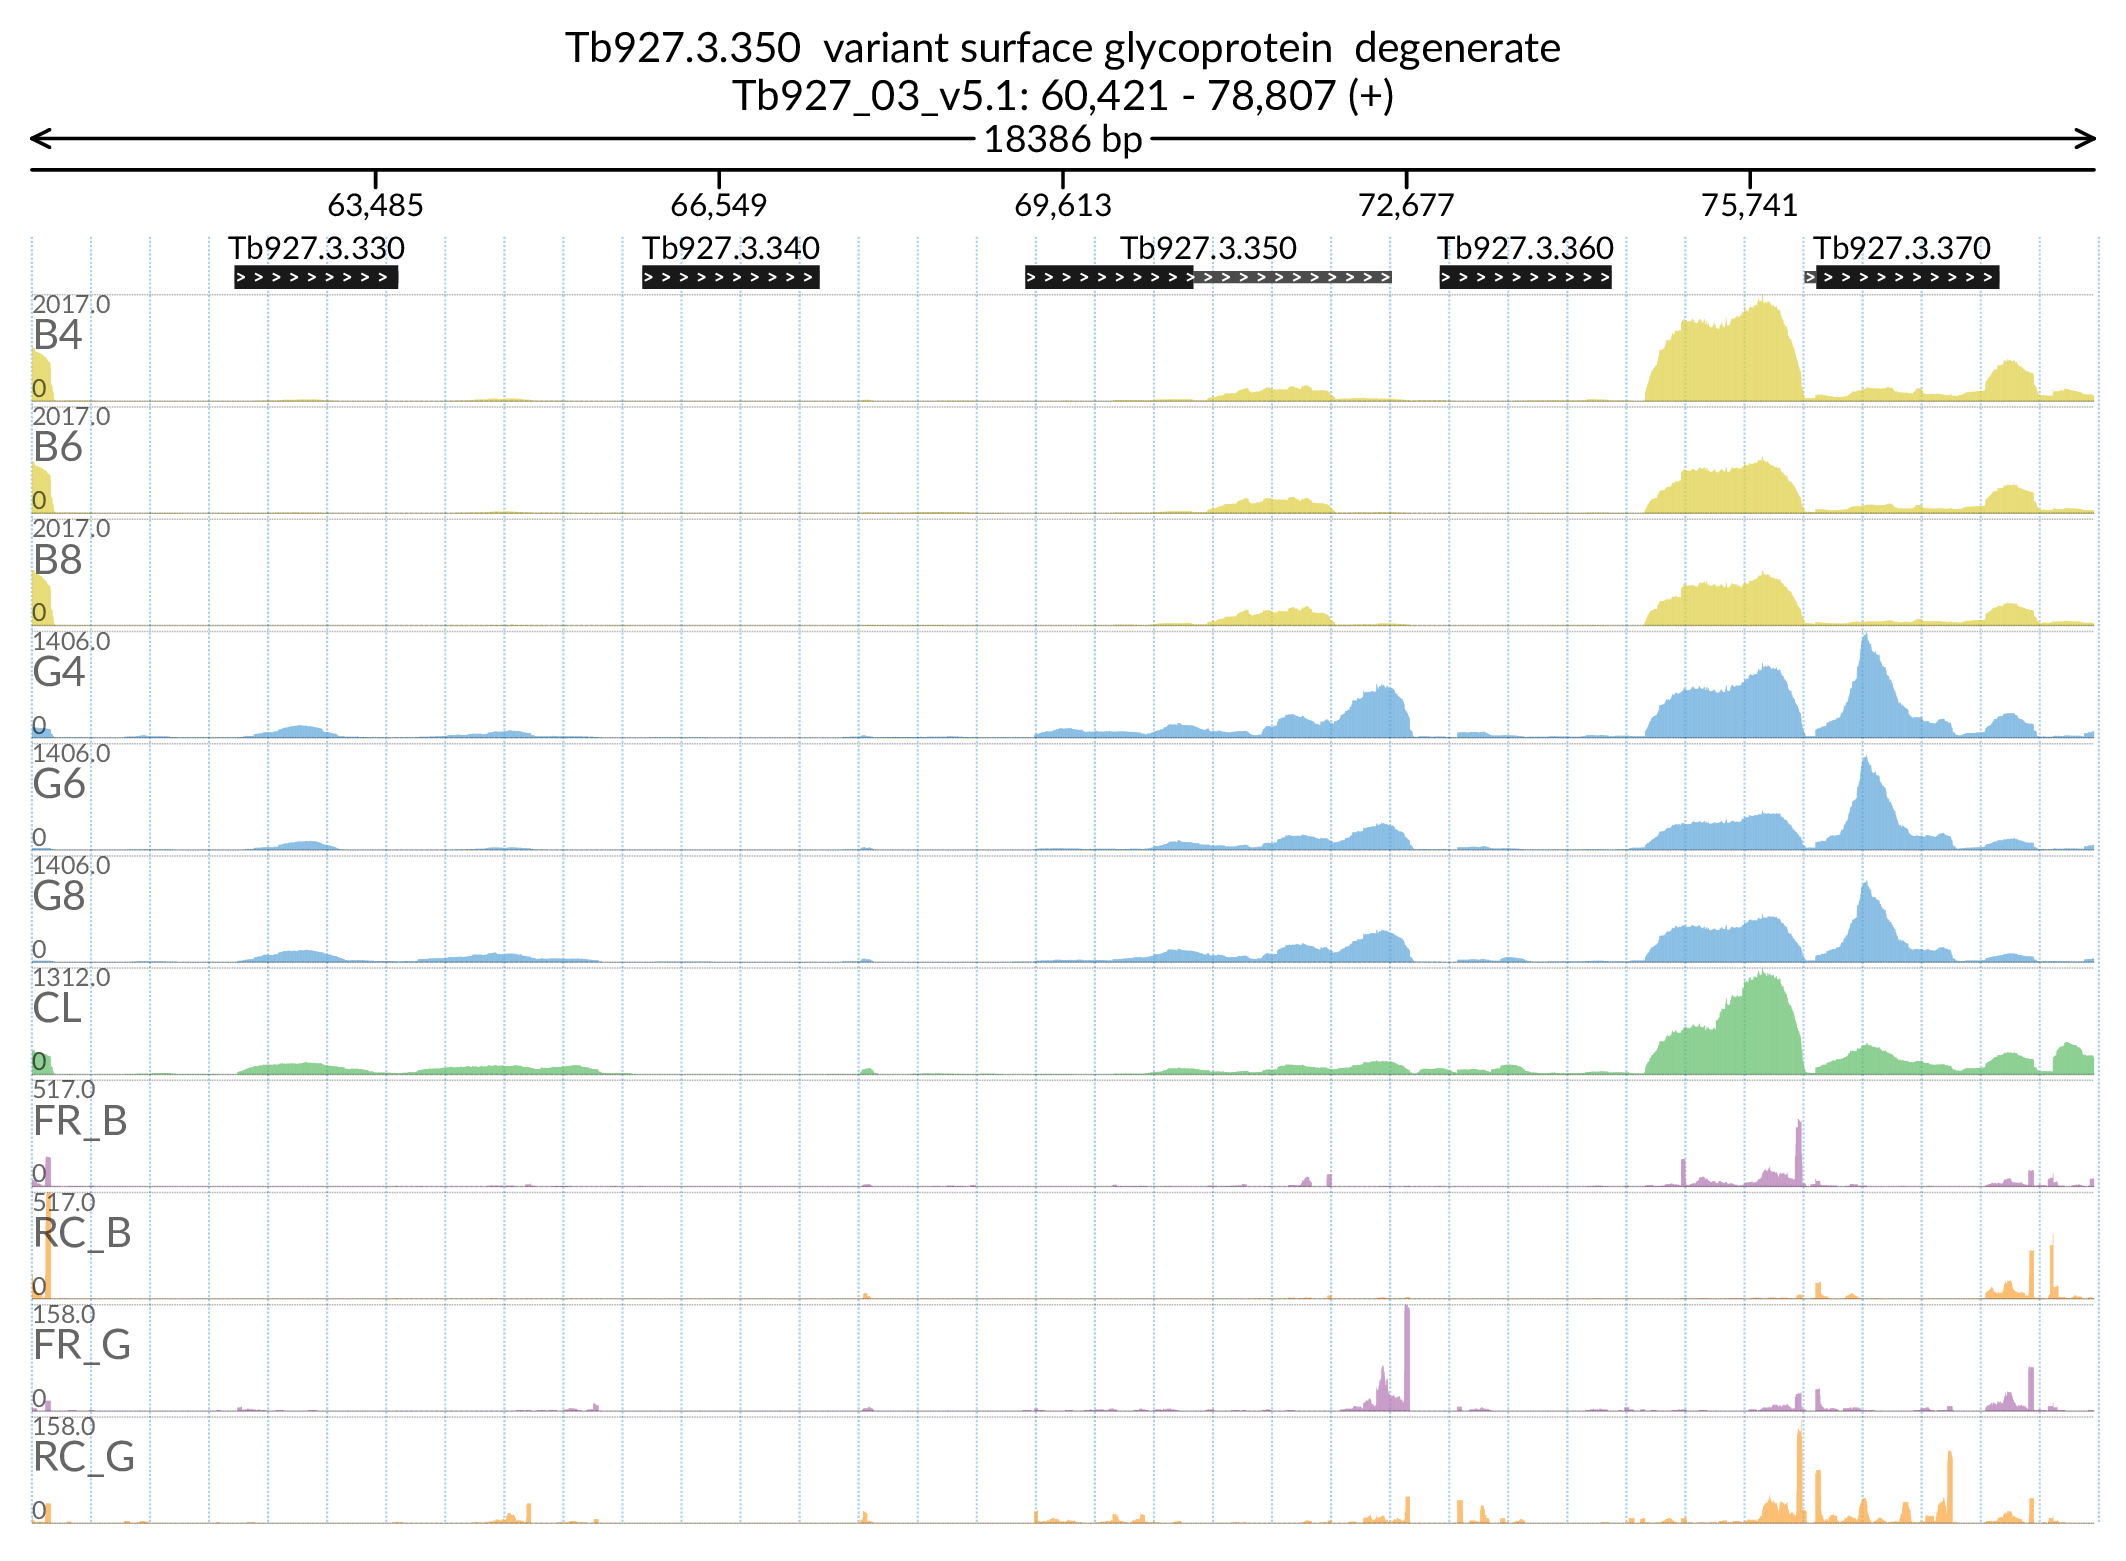 Tb927.3.350  variant surface glycoprotein  degenerate
Tb927_03_v5.1: 60,421 - 78,807 (+)
18386 bp
63,485 66,549 69,613 72,677 75,741
Tb927.3.330 Tb927.3.340 Tb927.3.350 Tb927.3.360 Tb927.3.370
2017.0
B4
0
2017.0
B6
0
2017.0
B8
0
1406.0
G4
0
1406.0
G6
0
1406.0
G8
0
1312.0
CL
0
517.0
FR_B
0
517.0
RC_B
0
158.0
FR_G
0
158.0
RC_G
0